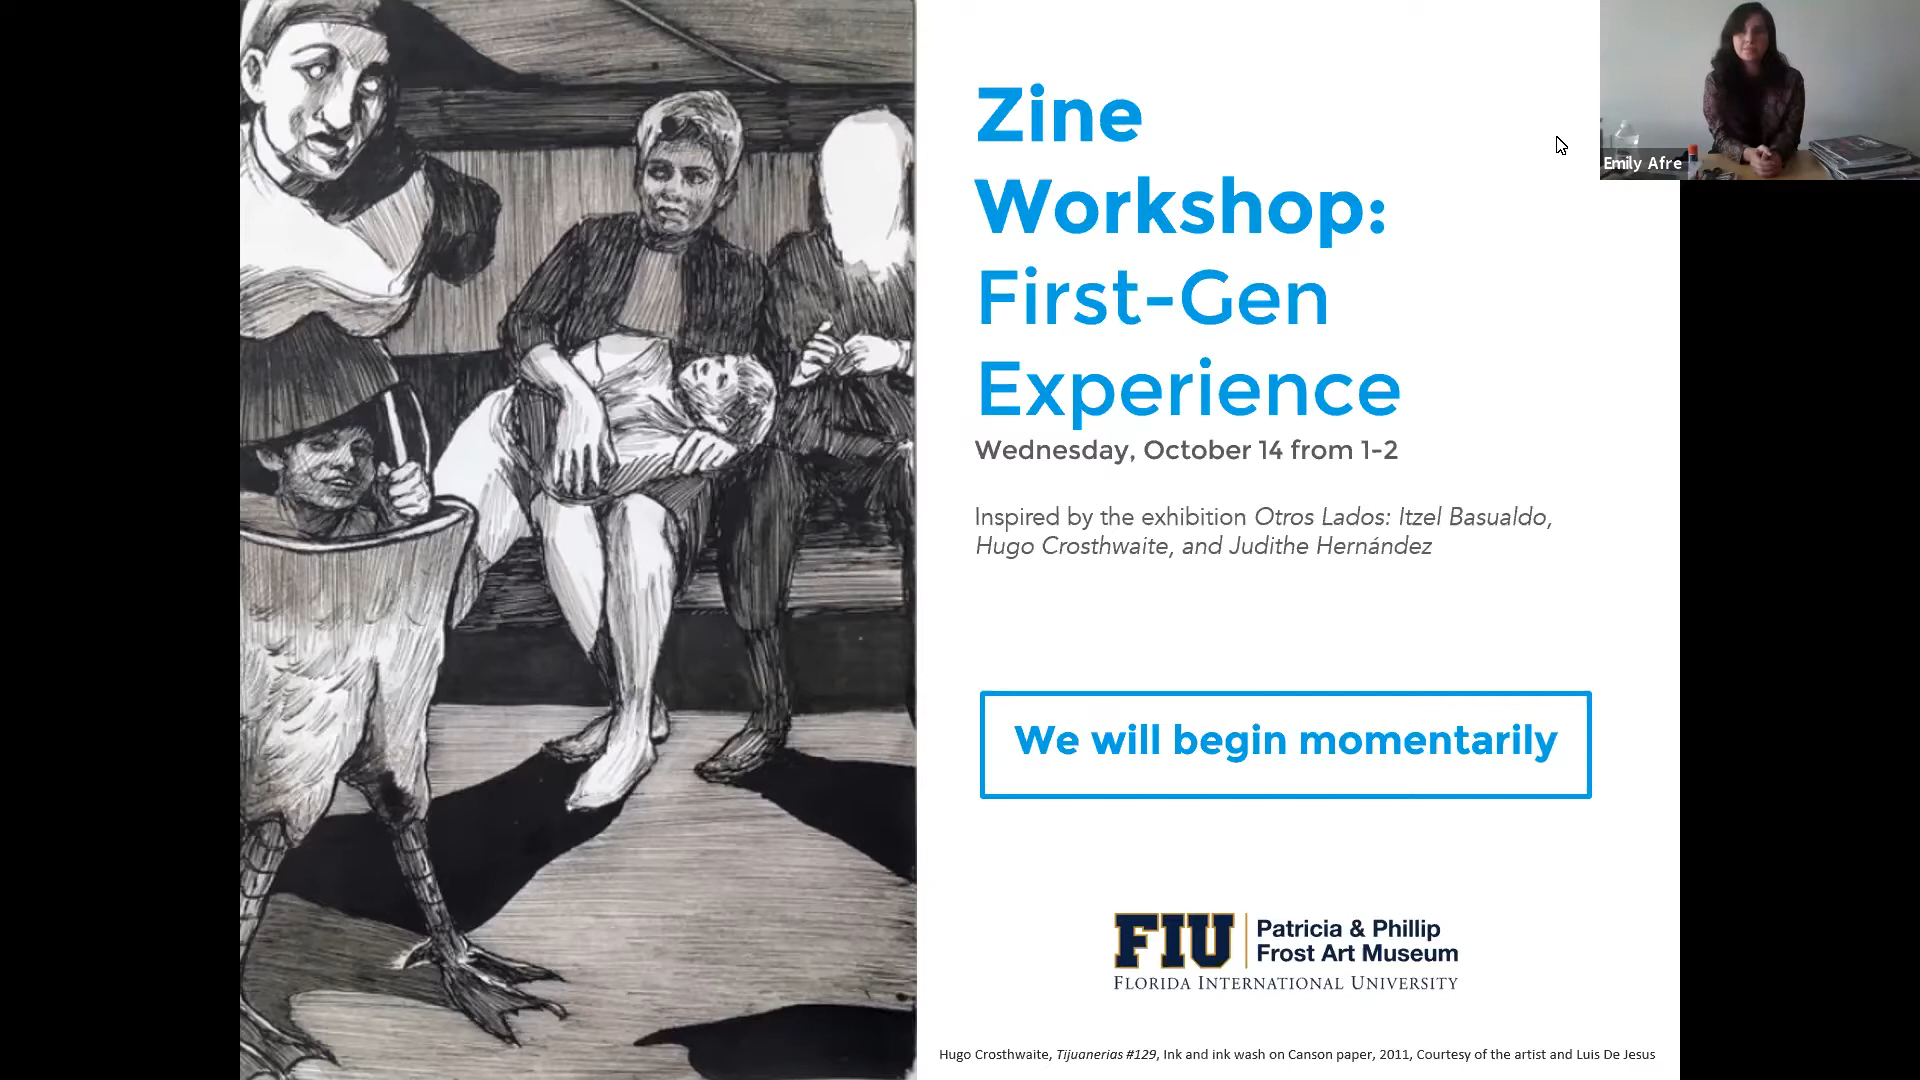 Zine
Workshop:
First-Gen
Experience
Wednesday, October 14 from 1-2
Inspired by the exhibition Otros Lados: Itzel Basualdo,
Hugo Crosthwaite, and Judithe Hernández
We will begin momentarily
FIU
Patricia & Phillip
Frost Art Museum
FLORIDA INTERNATIONAL UNIVERSITY
Hugo Crosthwaite, Tijuanerias #129, Ink and ink wash on Canson paper, 2011, Courtesy of the artist and Luis De Jesus
Emily Afre